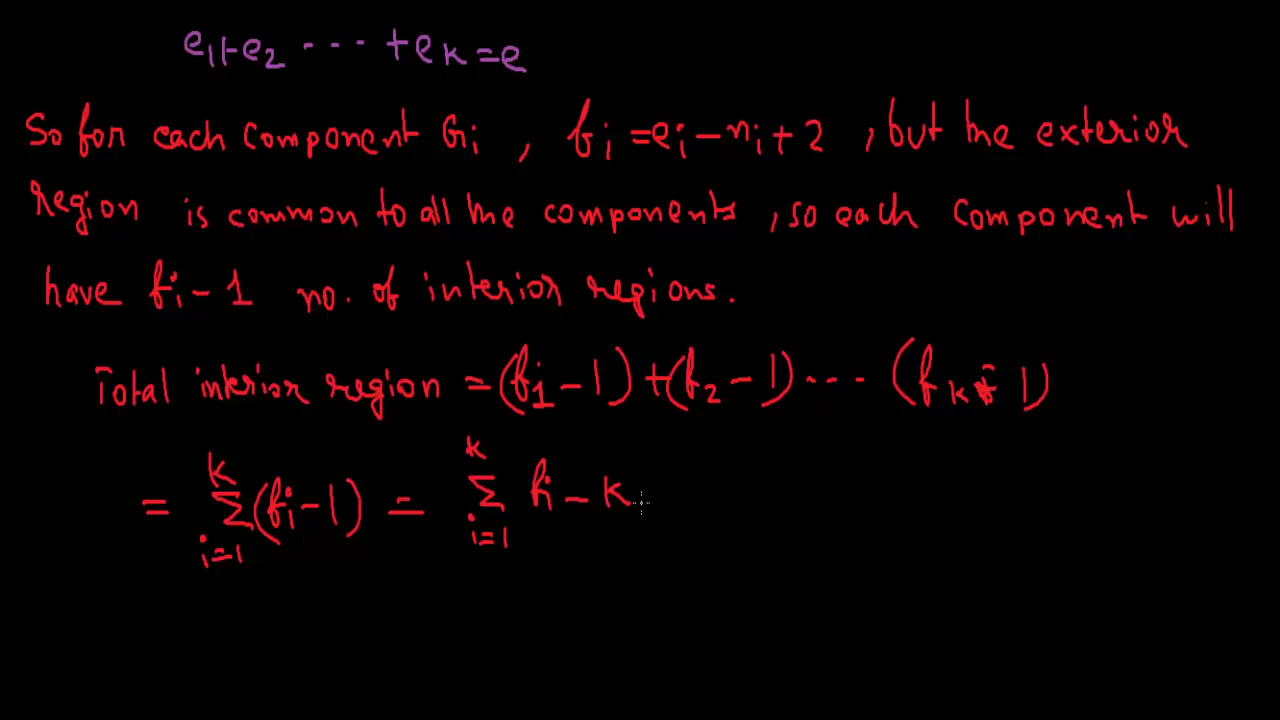 e₁+e₂ ---- +eₖ=e
So for each component Gᵢ , fᵢ=eᵢ-nᵢ+2 , but the exterior
region is common to all the components , so each component will
have fᵢ-1 no. of interior regions.
Total interior region =(f₁-1)+(f₂-1)--- (fₖ-1)
= ∑ᵢ₌₁ᵏ(fᵢ-1) = ∑ᵢ₌₁ᵏ fᵢ - k